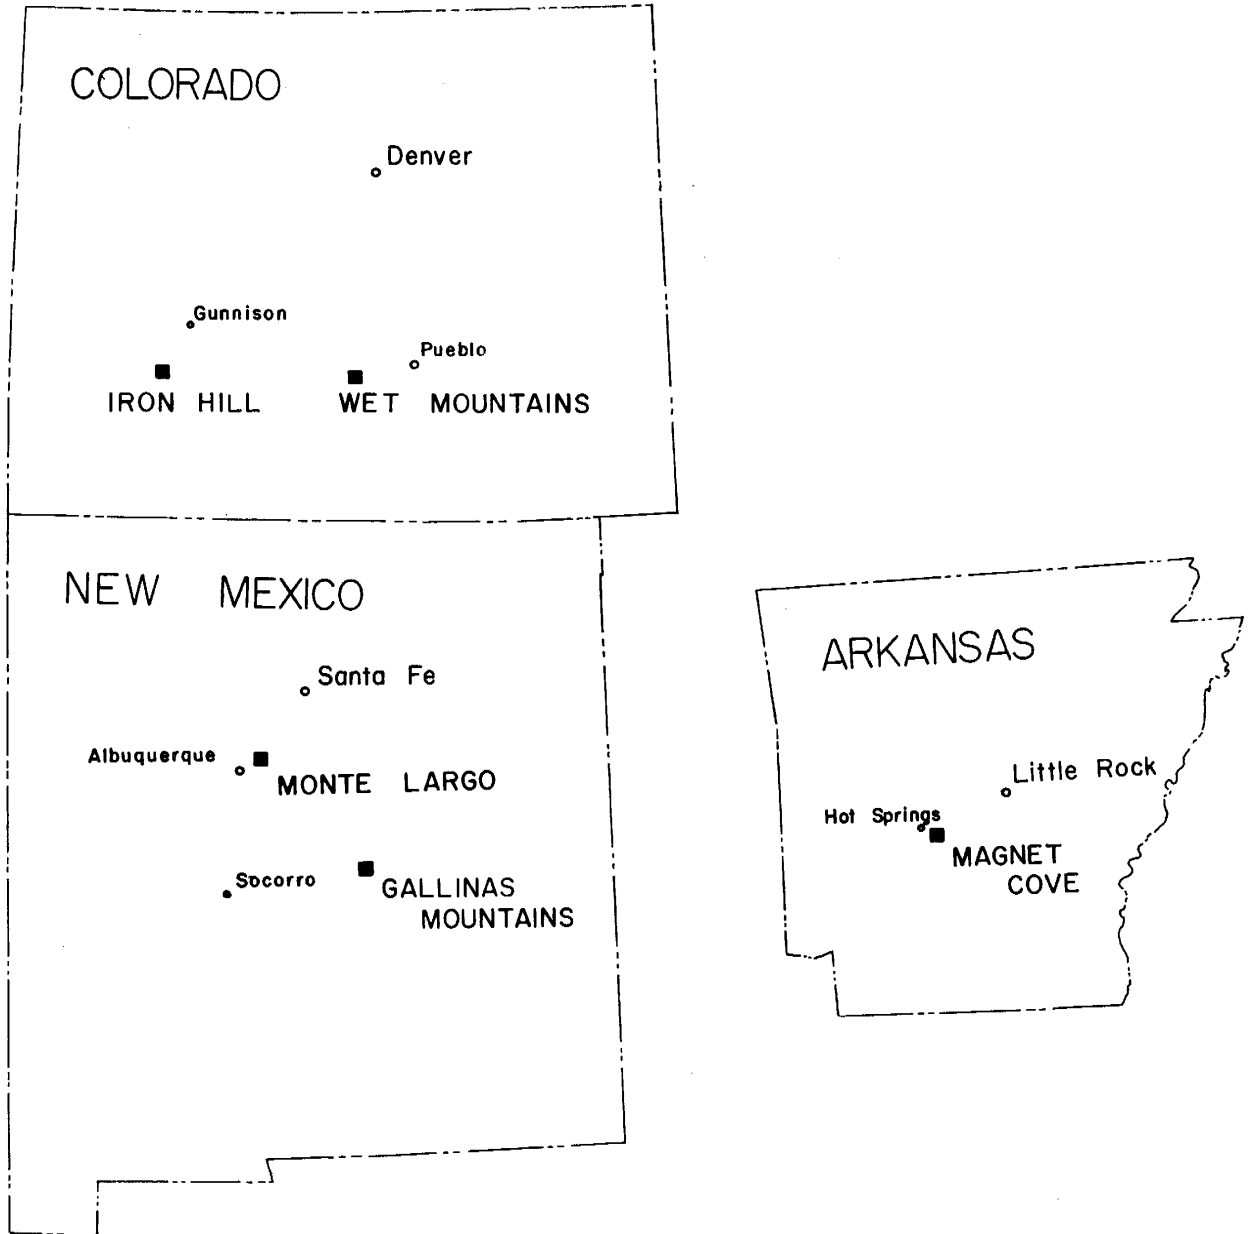 COLORADO
Denver
Gunnison
Pueblo
IRON HILL
WET MOUNTAINS
NEW MEXICO
Santa Fe
Albuquerque
MONTE LARGO
Socorro
GALLINAS
MOUNTAINS
ARKANSAS
Little Rock
Hot Springs
MAGNET
COVE